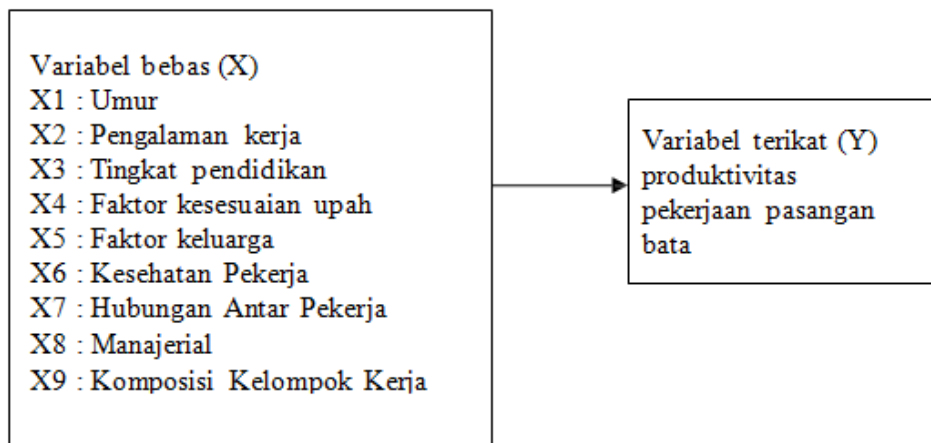 Variabel bebas (X)
X1 : Umur
X2 : Pengalaman kerja
X3 : Tingkat pendidikan
X4 : Faktor kesesuaian upah
X5 : Faktor keluarga
X6 : Kesehatan Pekerja
X7 : Hubungan Antar Pekerja
X8 : Manajerial
X9 : Komposisi Kelompok Kerja
Variabel terikat (Y)
produktivitas
pekerjaan pasangan
bata